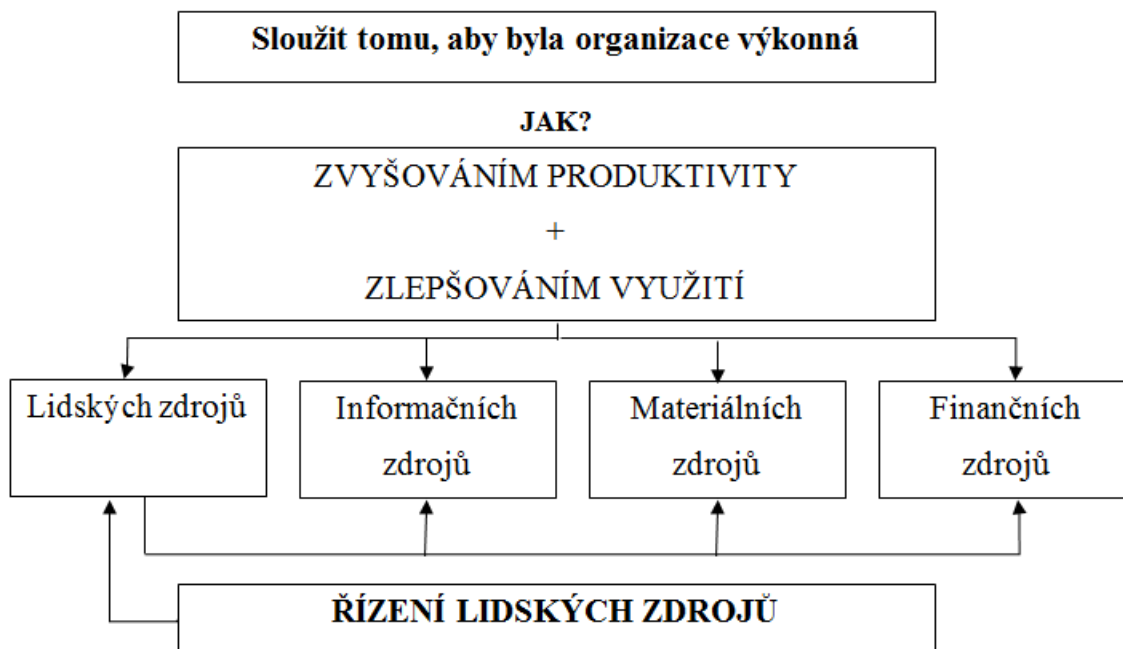 Sloužit tomu, aby byla organizace výkonná
JAK?
ZVYŠOVÁNÍM PRODUKTIVITY
+
ZLEPŠOVÁNÍM VYUŽITÍ
Lidských zdrojů
Informačních
zdrojů
Materiálních
zdrojů
Finančních
zdrojů
ŘÍZENÍ LIDSKÝCH ZDROJŮ